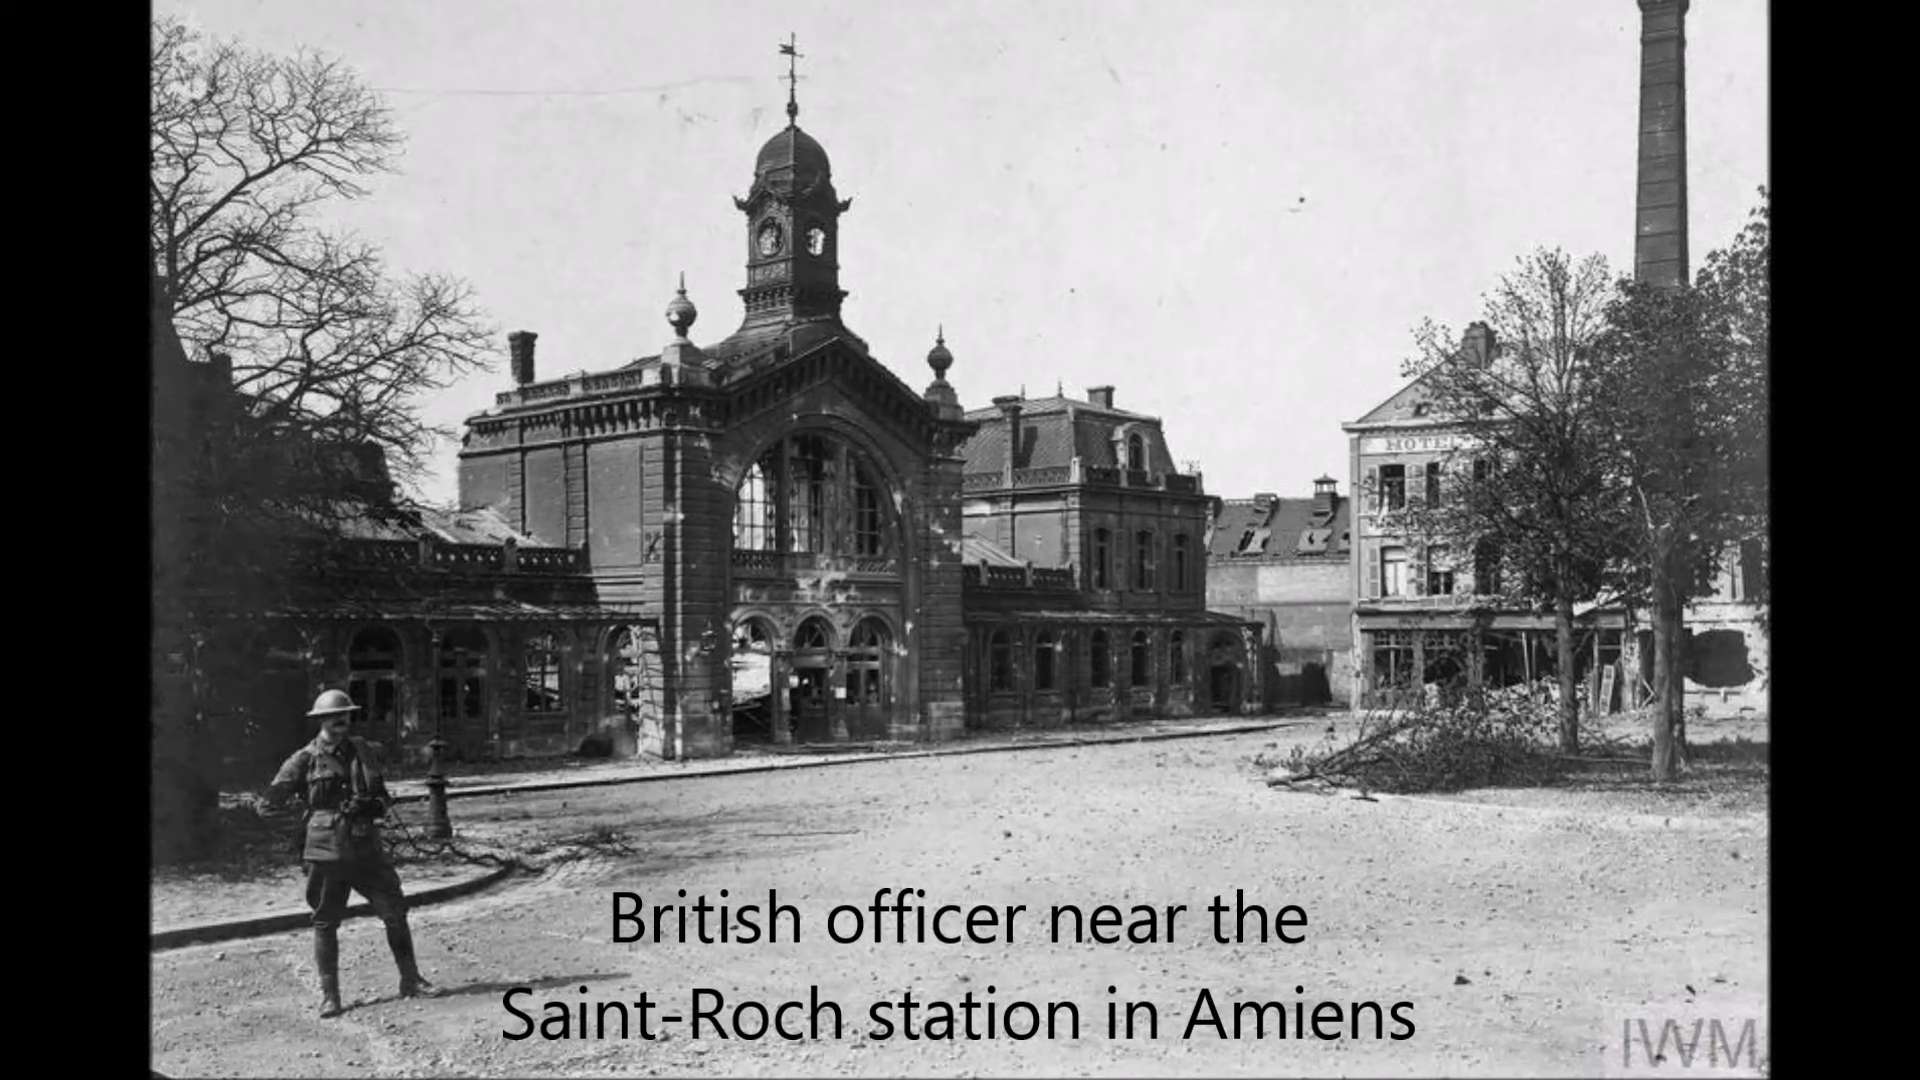 HOTEL
British officer near the
Saint-Roch station in Amiens
IWM